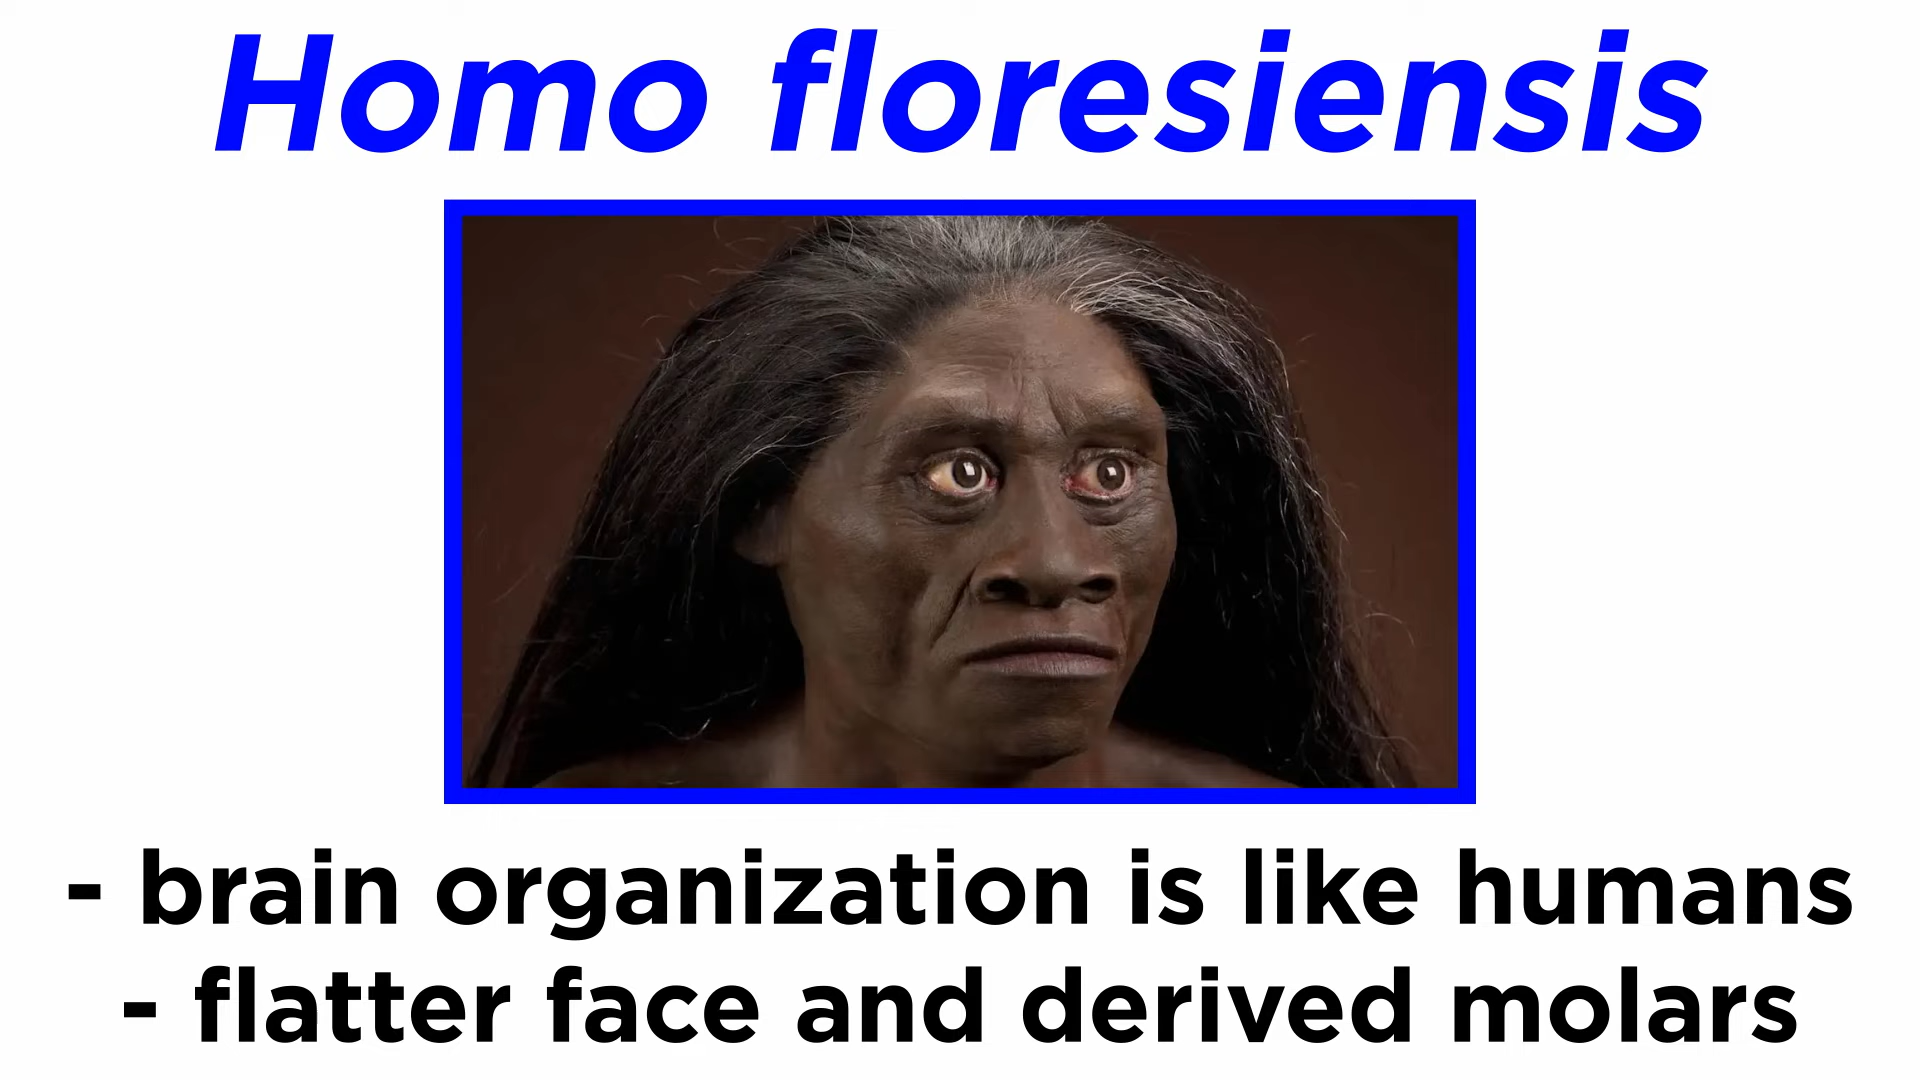 Homo floresiensis
- brain organization is like humans
- flatter face and derived molars